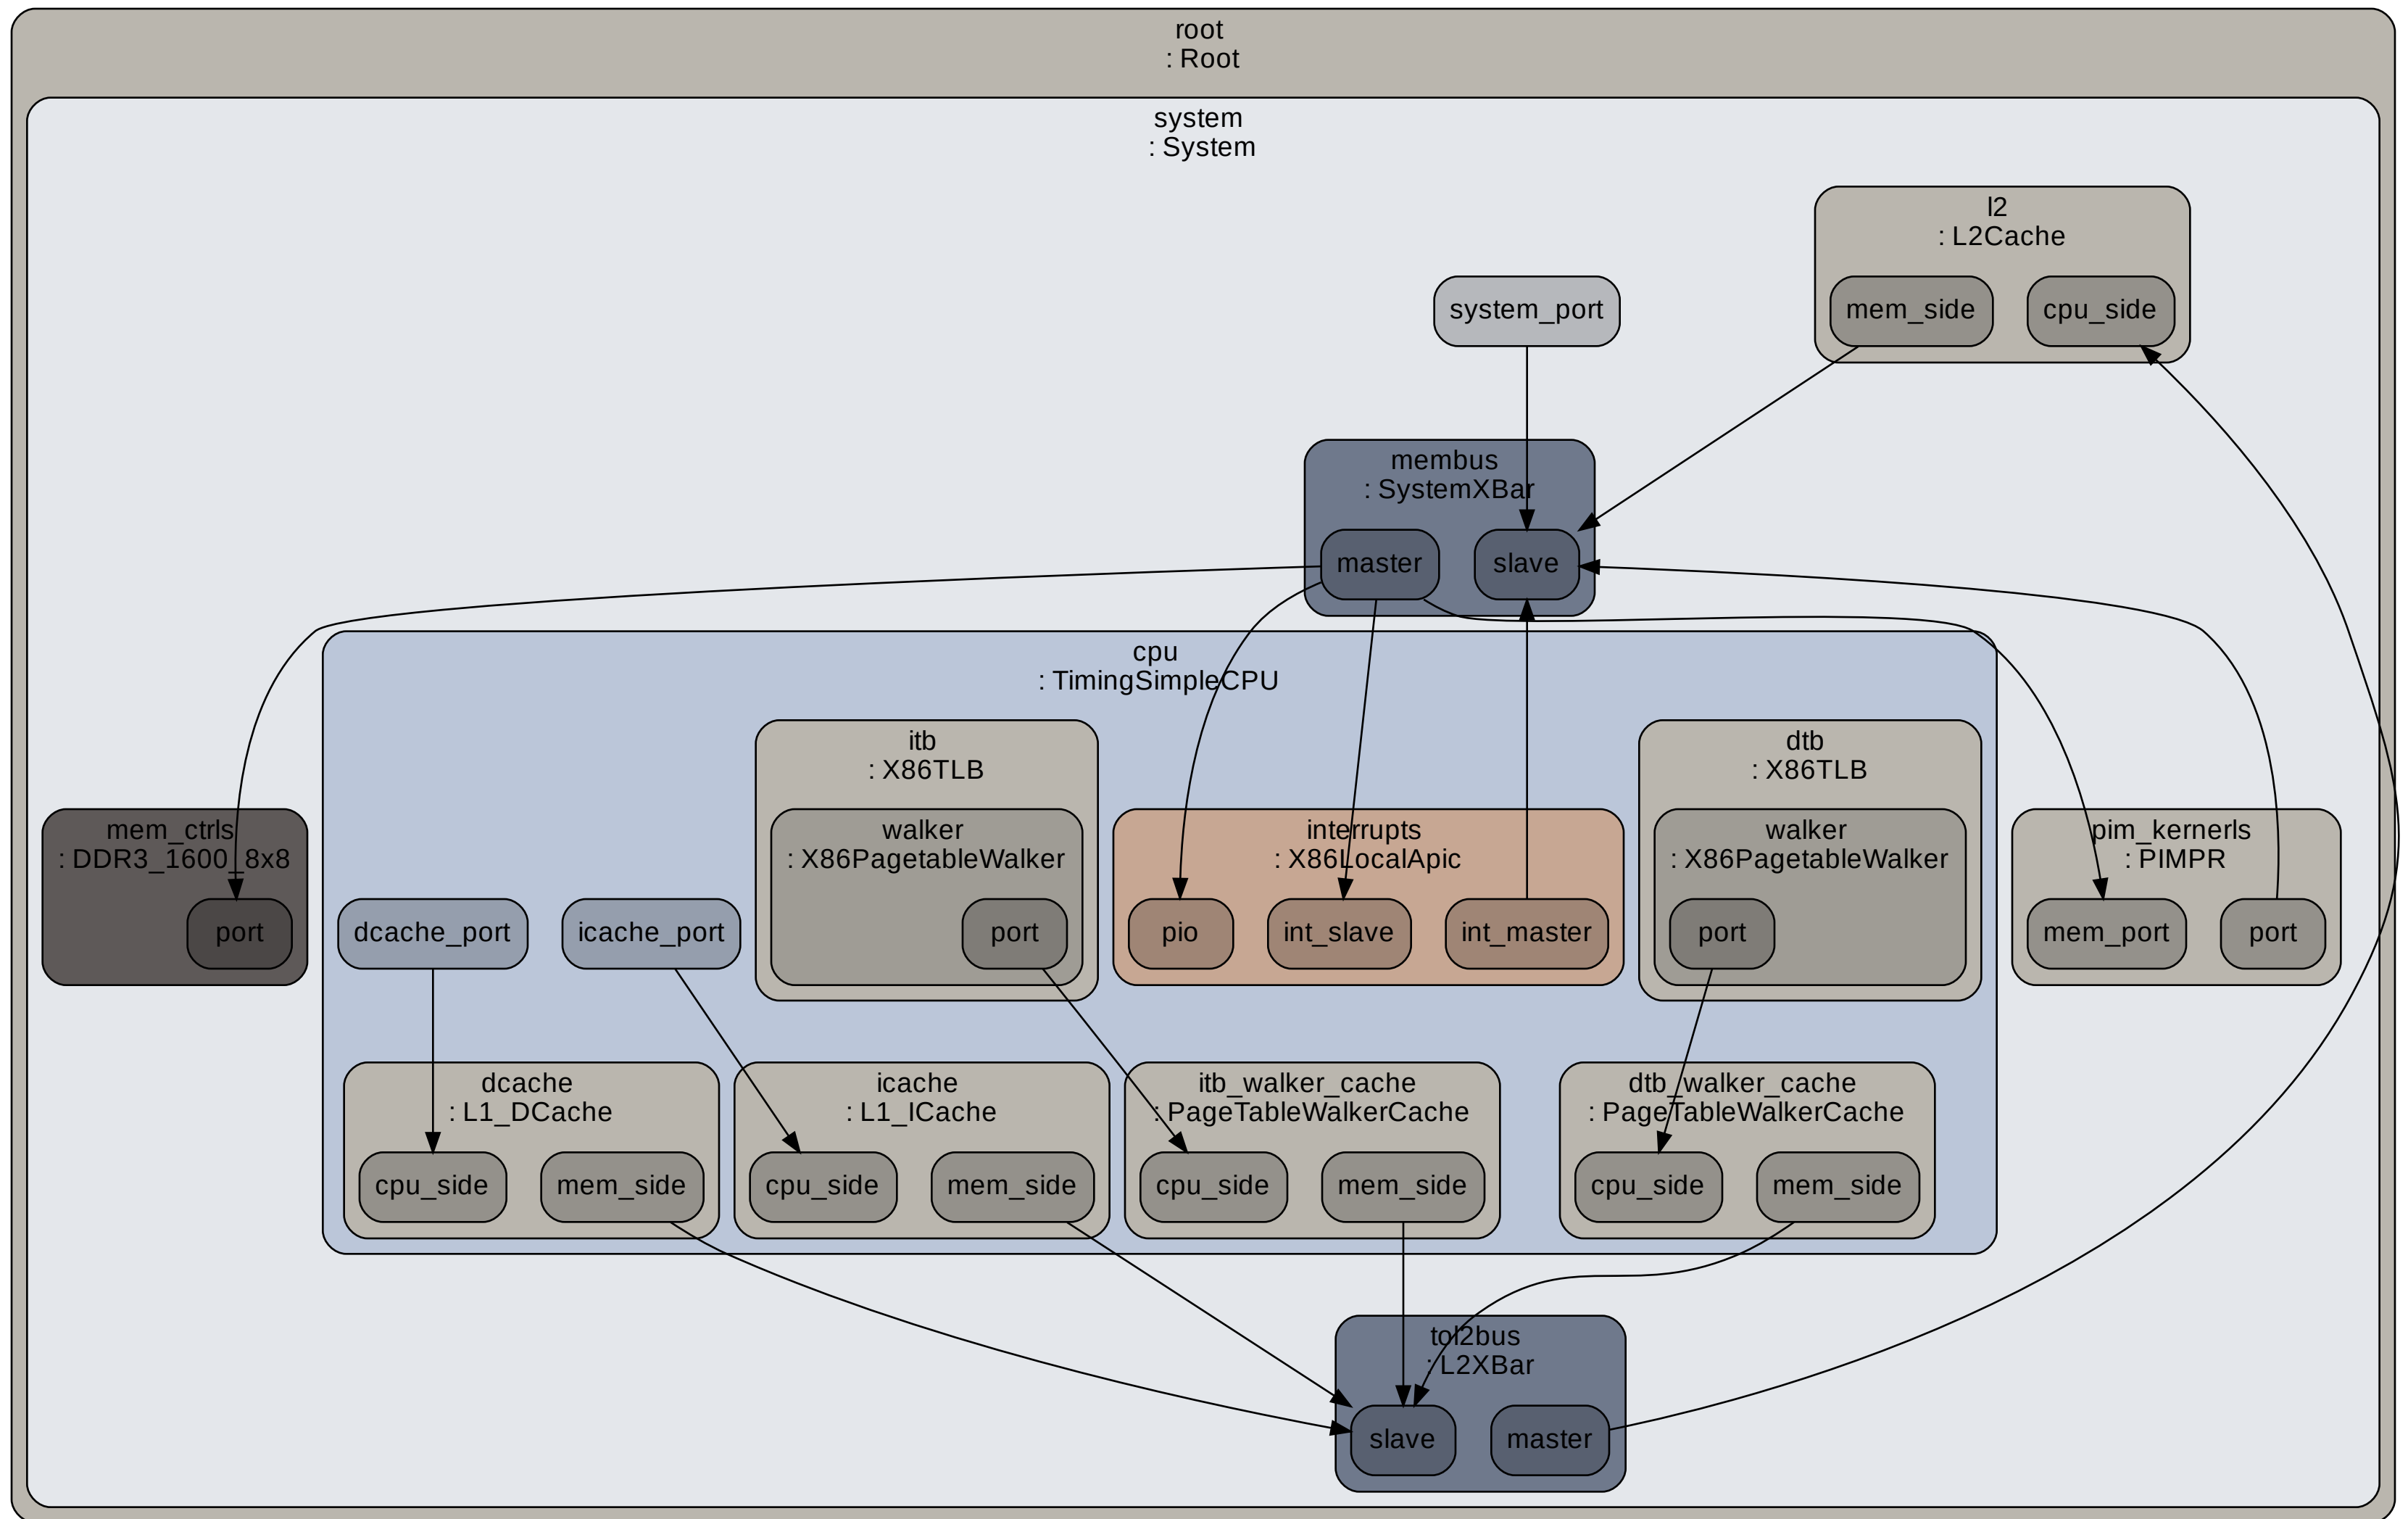 root
: Root
system
: System
l2
: L2Cache
mem_side
cpu_side
system_port
membus
: SystemXBar
master
slave
cpu
: TimingSimpleCPU
itb
: X86TLB
walker
: X86PagetableWalker
port
interrupts
: X86LocalApic
pio
int_slave
int_master
dtb
: X86TLB
walker
: X86PagetableWalker
port
mem_ctrls
: DDR3_1600_8x8
port
dcache_port
icache_port
pim_kernerls
: PIMPR
mem_port
port
dcache
: L1_DCache
cpu_side
mem_side
icache
: L1_ICache
cpu_side
mem_side
itb_walker_cache
: PageTableWalkerCache
cpu_side
mem_side
dtb_walker_cache
: PageTableWalkerCache
cpu_side
mem_side
tol2bus
: L2XBar
slave
master